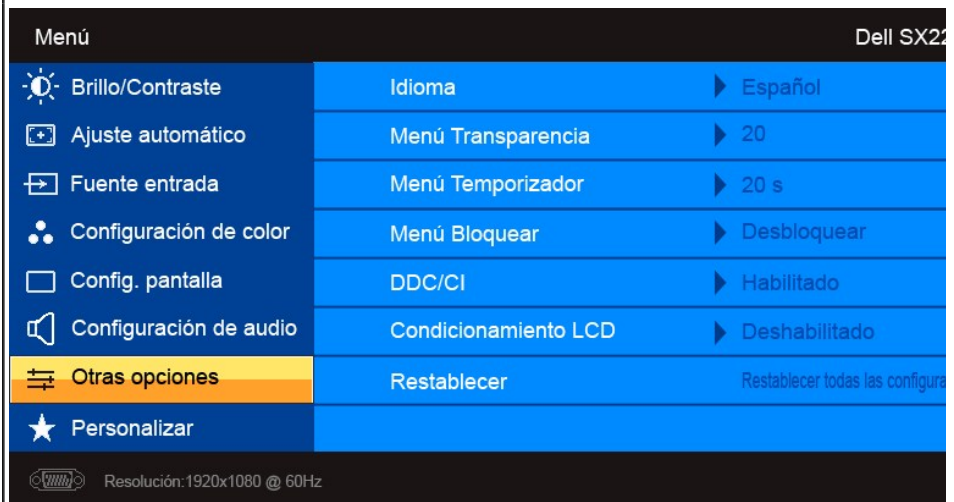 Menú Dell SX22
Brillo/Contraste Idioma Español
Ajuste automático Menú Transparencia 20
Fuente entrada Menú Temporizador 20 s
Configuración de color Menú Bloquear Desbloquear
Config. pantalla DDC/CI Habilitado
Configuración de audio Condicionamiento LCD Deshabilitado
Otras opciones Restablecer Restablecer todas las configura
Personalizar
Resolución:1920x1080 @ 60Hz